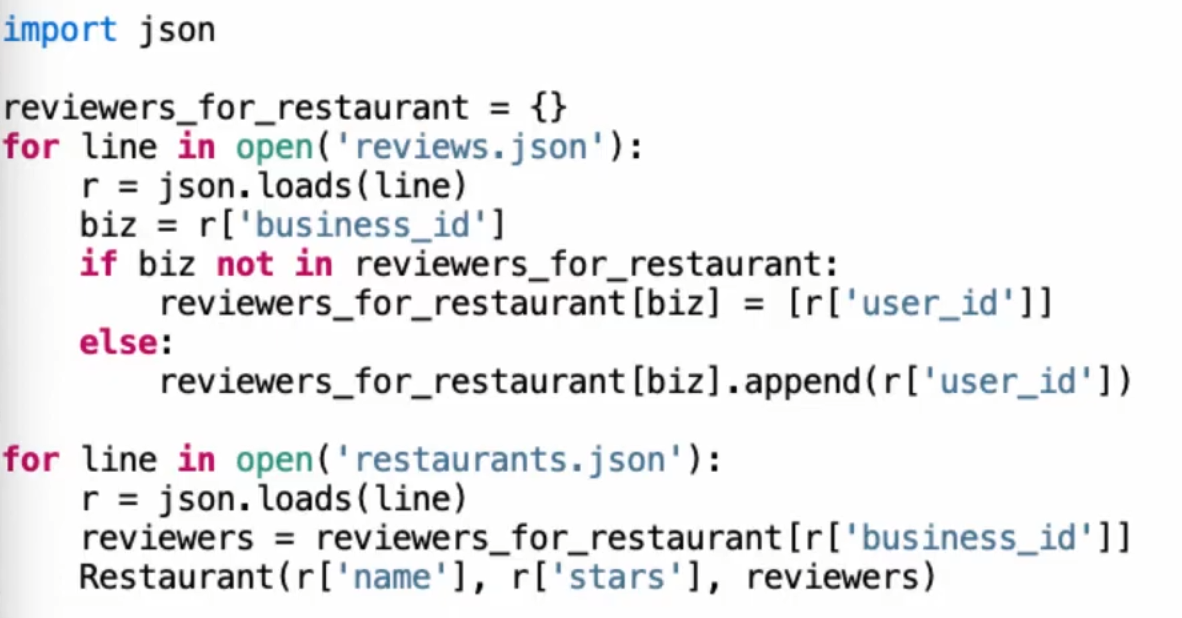 import json

reviewers_for_restaurant = {}
for line in open('reviews.json'):
    r = json.loads(line)
    biz = r['business_id']
    if biz not in reviewers_for_restaurant:
        reviewers_for_restaurant[biz] = [r['user_id']]
    else:
        reviewers_for_restaurant[biz].append(r['user_id'])

for line in open('restaurants.json'):
    r = json.loads(line)
    reviewers = reviewers_for_restaurant[r['business_id']]
    Restaurant(r['name'], r['stars'], reviewers)